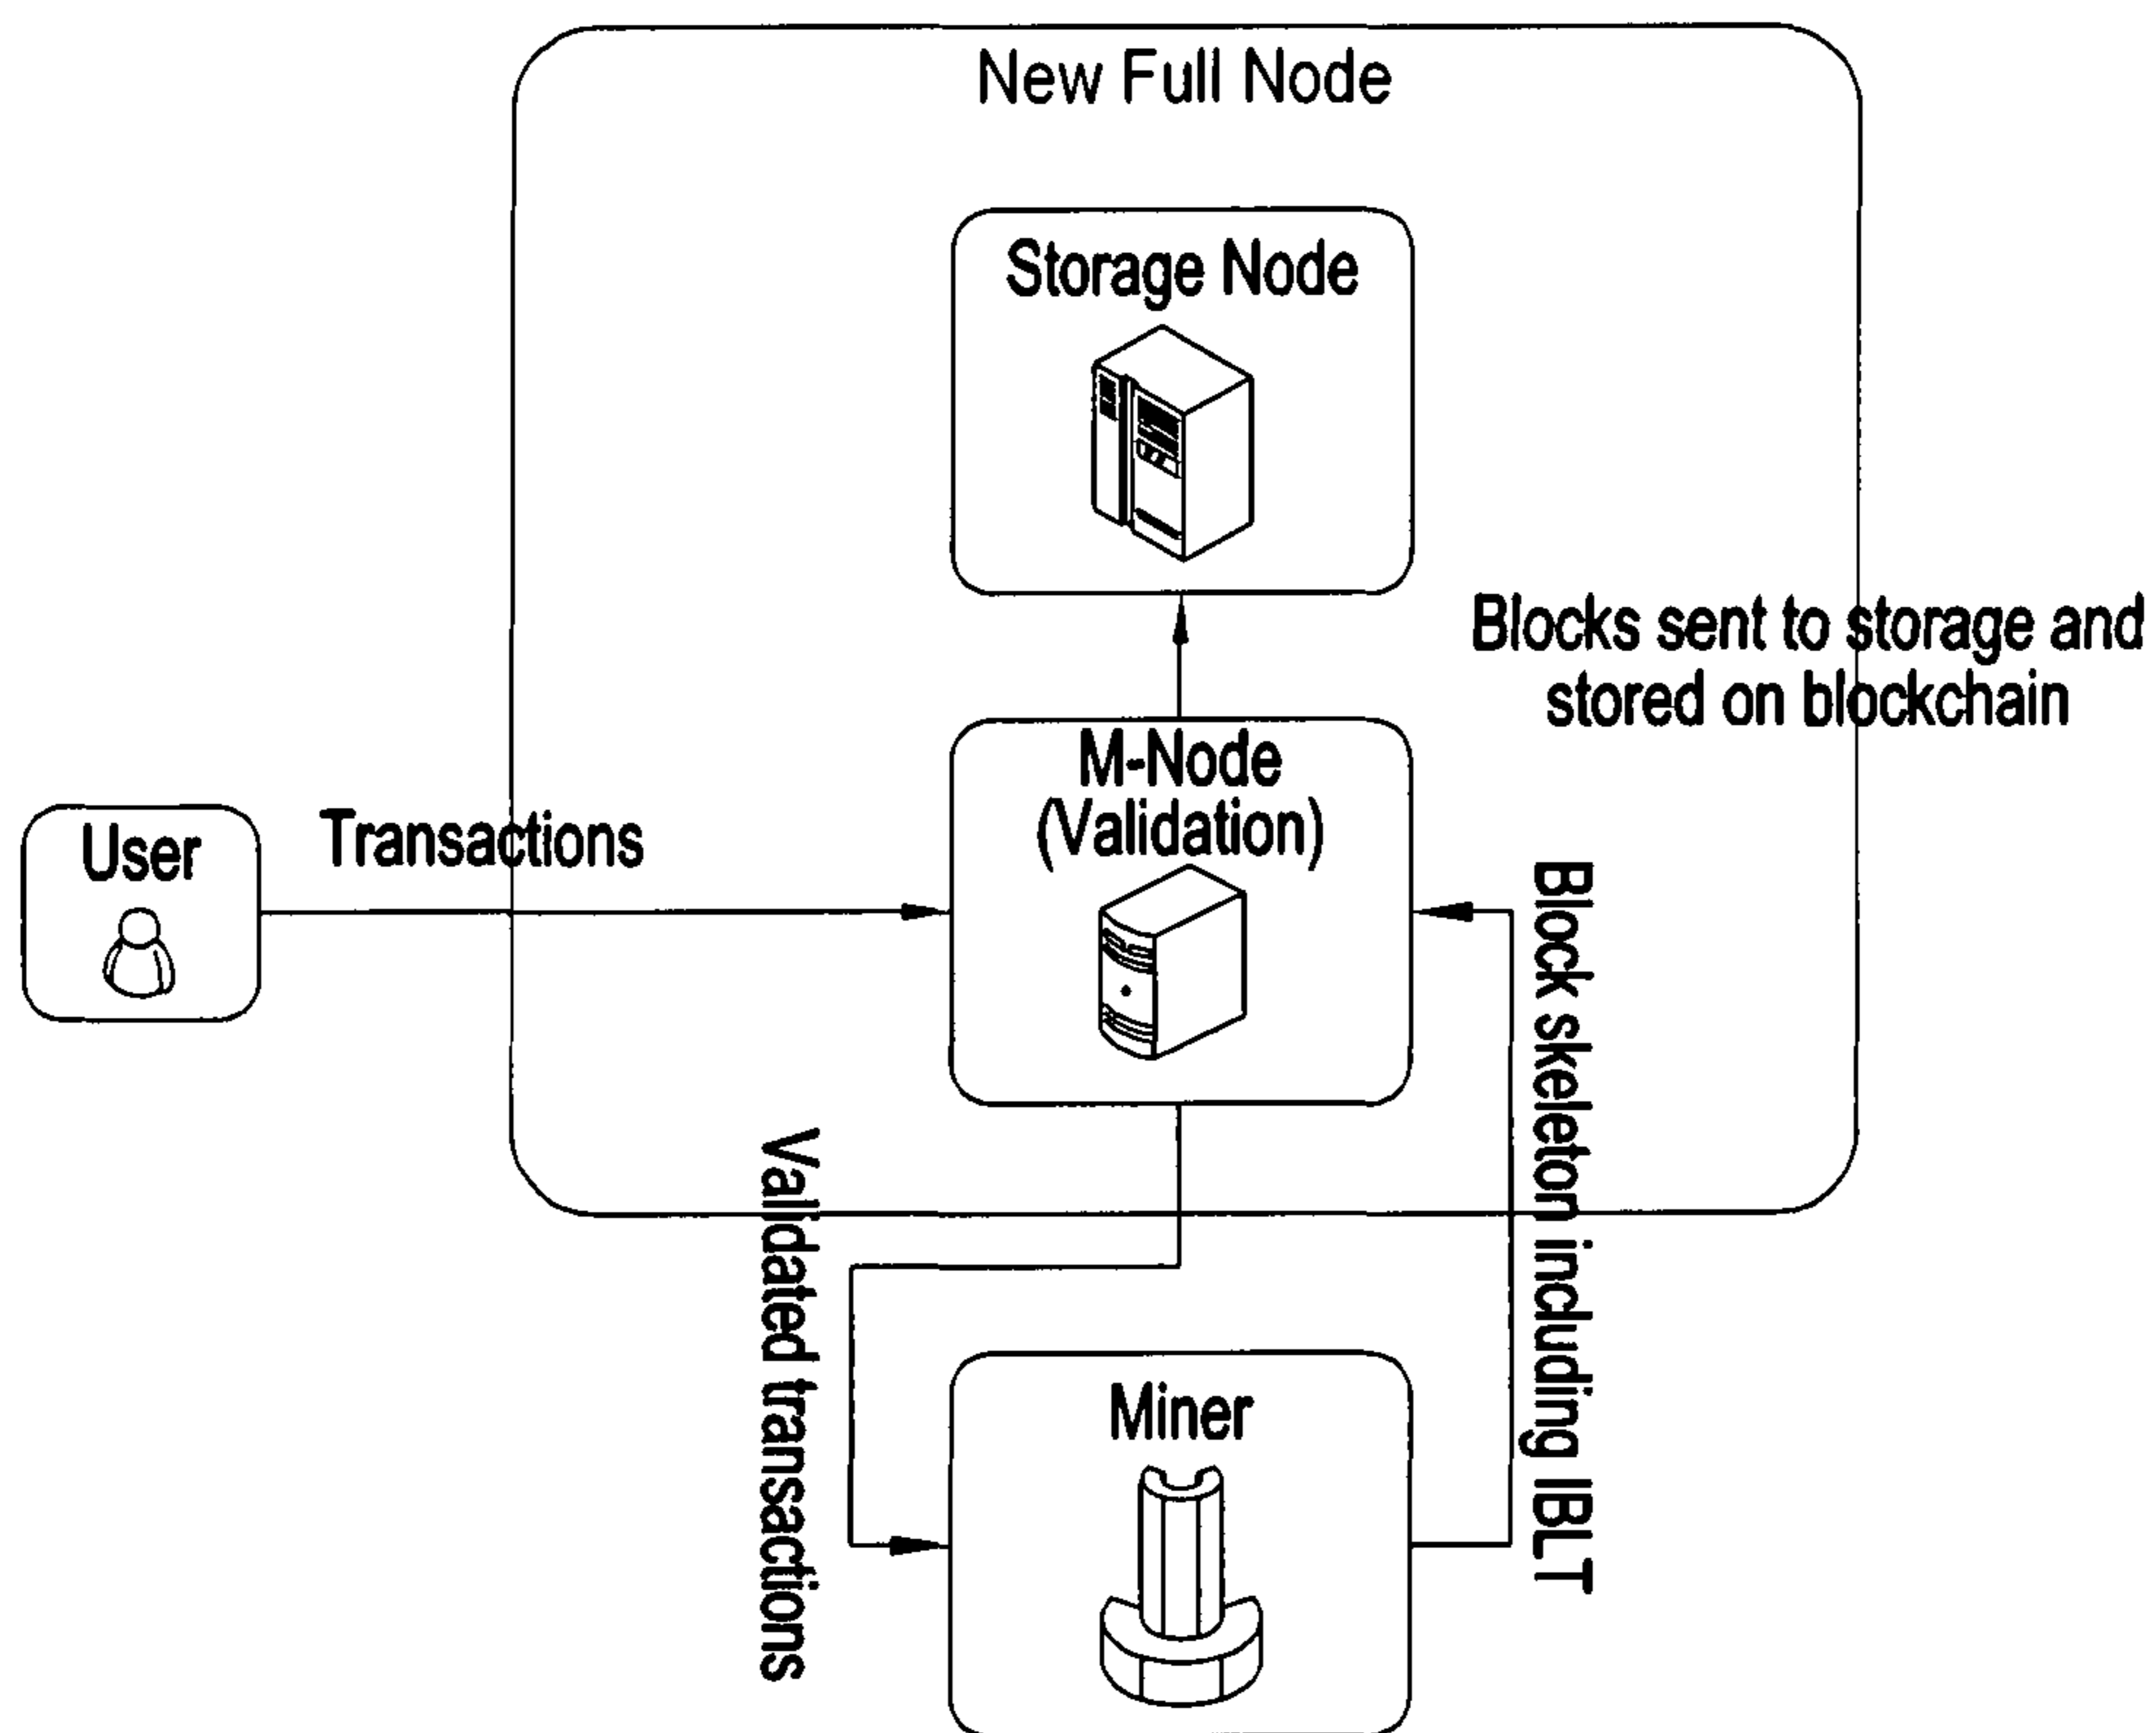 New Full Node
Storage Node
Blocks sent to storage and
stored on blockchain
M-Node
(Validation)
User
Transactions
Block skeleton including IBLT
Validated transactions
Miner